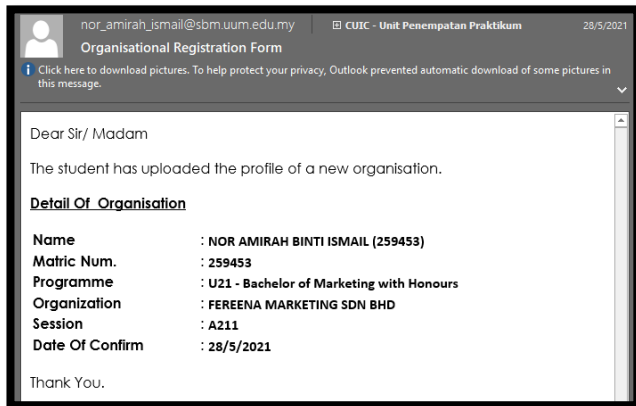 nor_amirah_ismail@sbm.uum.edu.my CUIC - Unit Penempatan Praktikum 28/5/2021
Organisational Registration Form
Click here to download pictures. To help protect your privacy, Outlook prevented automatic download of some pictures in
this message.
Dear Sir/ Madam
The student has uploaded the profile of a new organisation.
Detail Of Organisation
Name : NOR AMIRAH BINTI ISMAIL (259453)
Matric Num. : 259453
Programme : U21 - Bachelor of Marketing with Honours
Organization : FEREENA MARKETING SDN BHD
Session : A211
Date Of Confirm : 28/5/2021
Thank You.